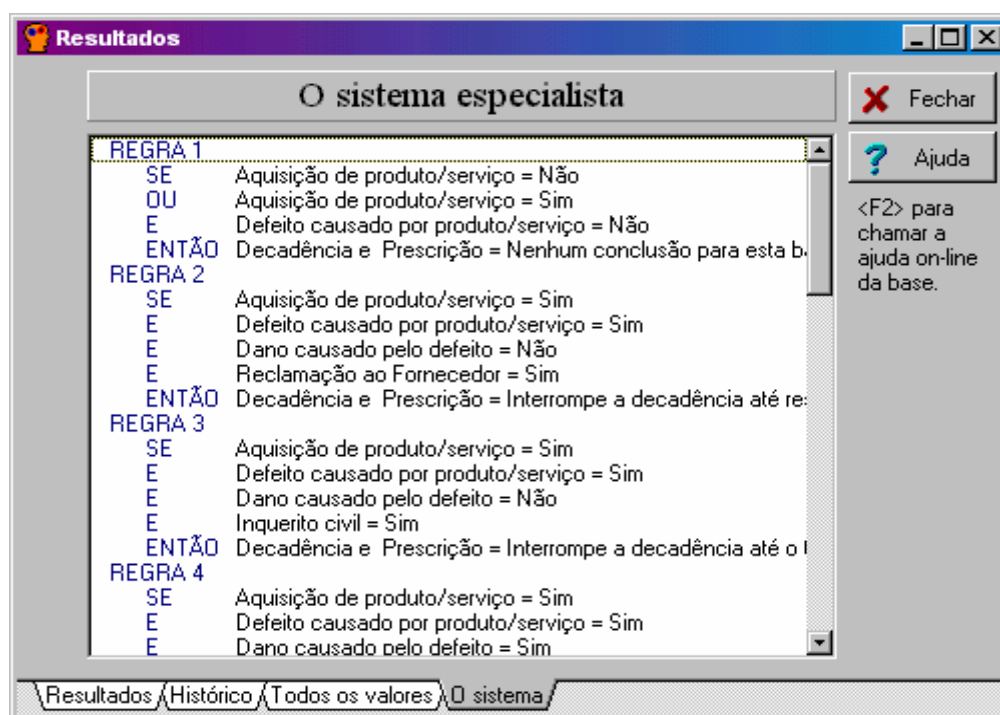 Resultados
O sistema especialista
REGRA 1
SE Aquisição de produto/serviço = Não
OU Aquisição de produto/serviço = Sim
E Defeito causado por produto/serviço = Não
ENTÃO Decadência e Prescrição = Nenhum conclusão para esta
REGRA 2
SE Aquisição de produto/serviço = Sim
E Defeito causado por produto/serviço = Sim
E Dano causado pelo defeito = Não
E Reclamação ao Fornecedor = Sim
ENTÃO Decadência e Prescrição = Interrompe a decadência até
REGRA 3
SE Aquisição de produto/serviço = Sim
E Defeito causado por produto/serviço = Sim
E Dano causado pelo defeito = Não
E Inquerito civil = Sim
ENTÃO Decadência e Prescrição = Interrompe a decadência até o
REGRA 4
SE Aquisição de produto/serviço = Sim
E Defeito causado por produto/serviço = Sim
E Dano causado pelo defeito = Sim
Fechar
Ajuda
<F2> para
chamar a
ajuda on-line
da base.
Resultados Histórico Todos os valores O sistema